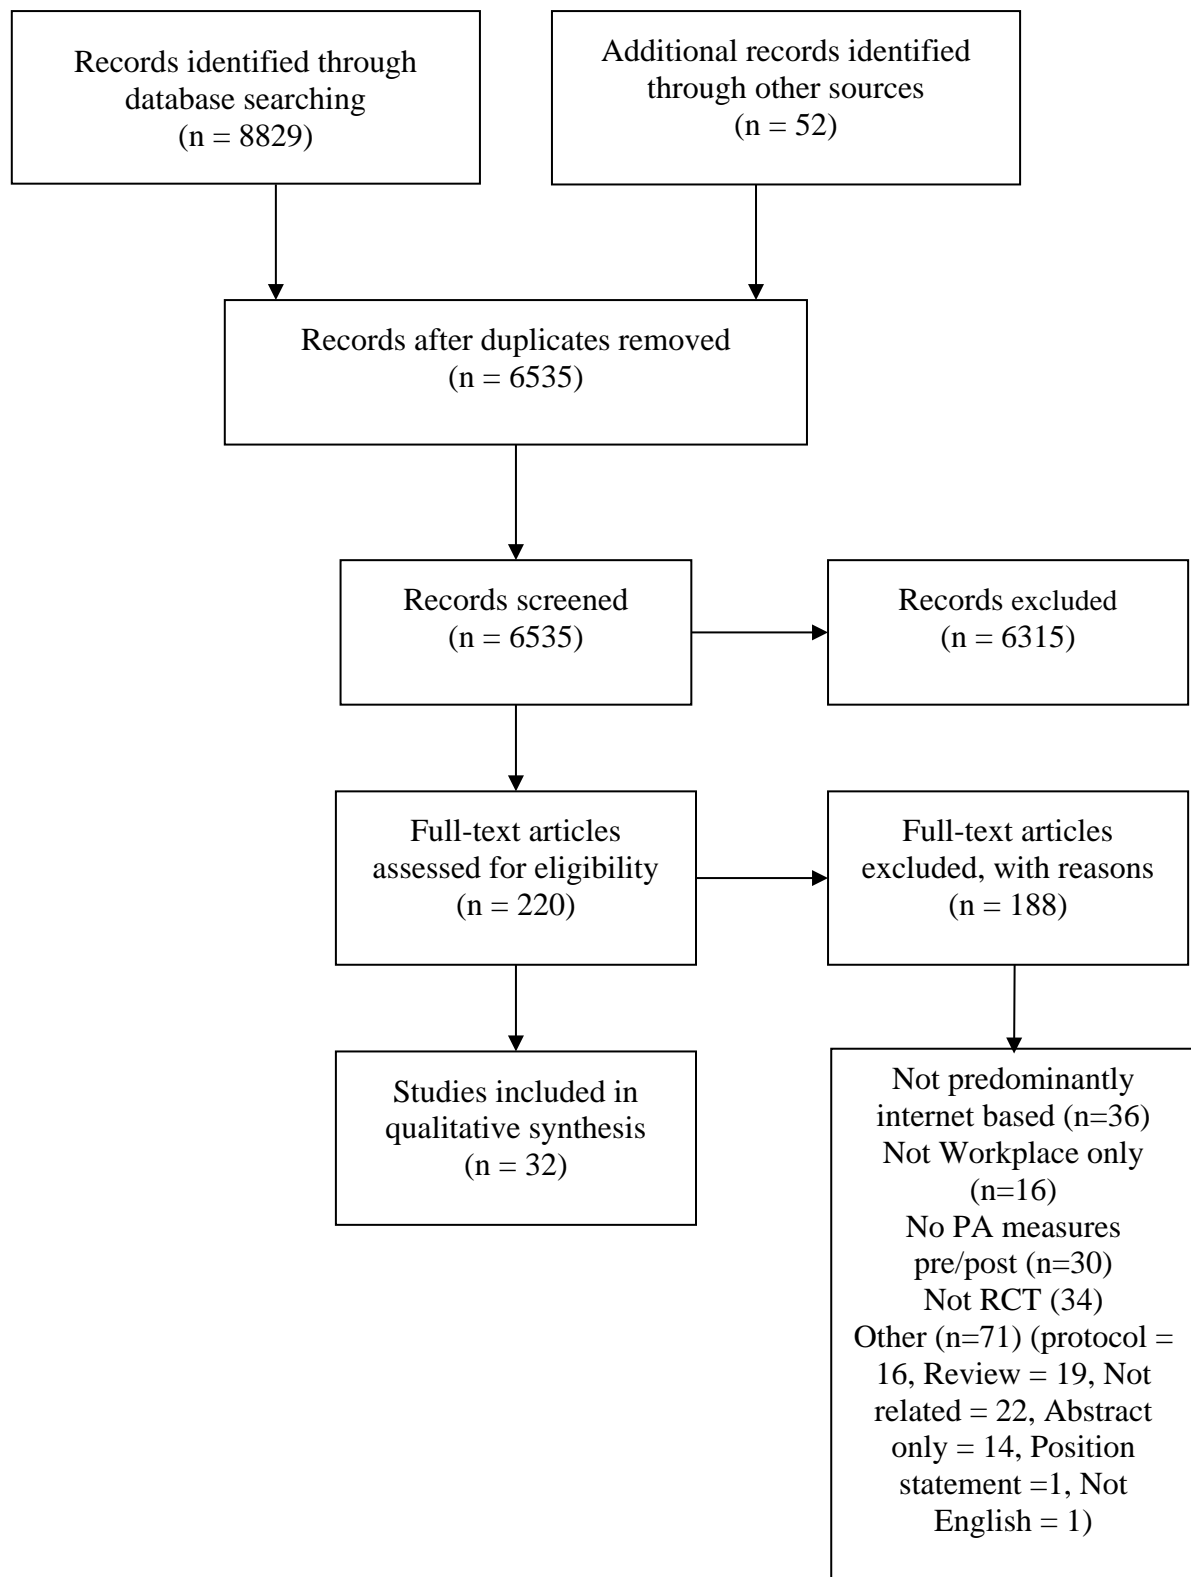 Records identified through
database searching
(n = 8829)
Additional records identified
through other sources
(n = 52)
Records after duplicates removed
(n = 6535)
Records screened
(n = 6535)
Records excluded
(n = 6315)
Full-text articles
assessed for eligibility
(n = 220)
Full-text articles
excluded, with reasons
(n = 188)
Studies included in
qualitative synthesis
(n = 32)
Not predominantly
internet based (n=36)
Not Workplace only
(n=16)
No PA measures
pre/post (n=30)
Not RCT (34)
Other (n=71) (protocol =
16, Review = 19, Not
related = 22, Abstract
only = 14, Position
statement =1, Not
English = 1)